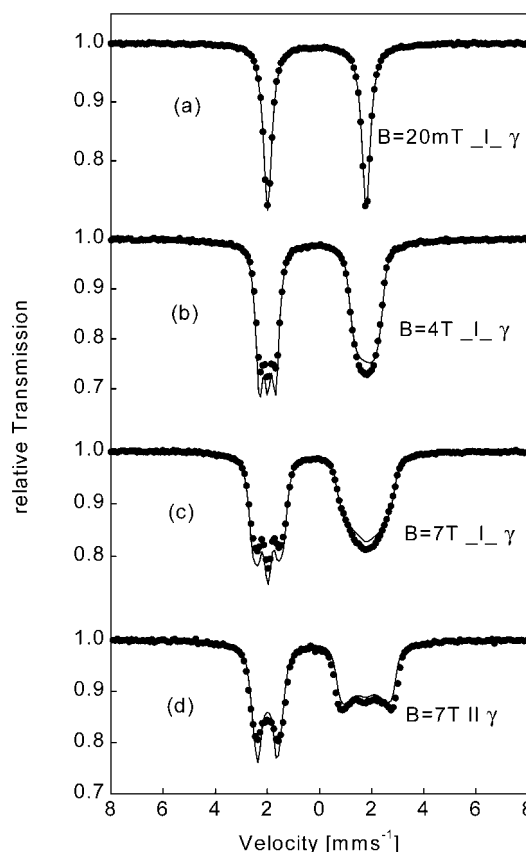 1.0
0.9
(a)
0.8
B=20mT _I_ γ
1.0
0.9
(b)
0.8
B=4T _I_ γ
0.7
1.0
0.9
(c)
B=7T _I_ γ
0.8
1.0
0.9
(d)
B=7T II γ
0.8
0.7
8 6 4 2 0 2 4 6 8
Velocity [mms⁻¹]
relative Transmission